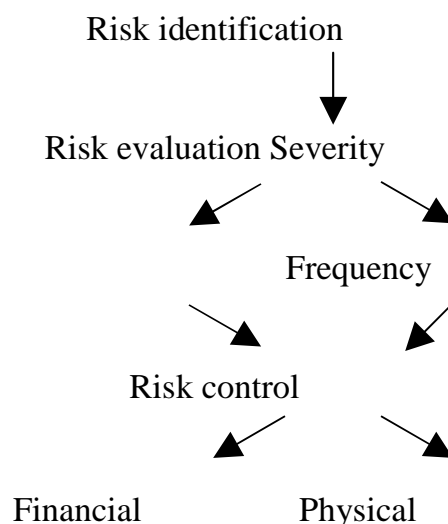 Risk identification
Risk evaluation Severity
Frequency
Risk control
Financial Physical